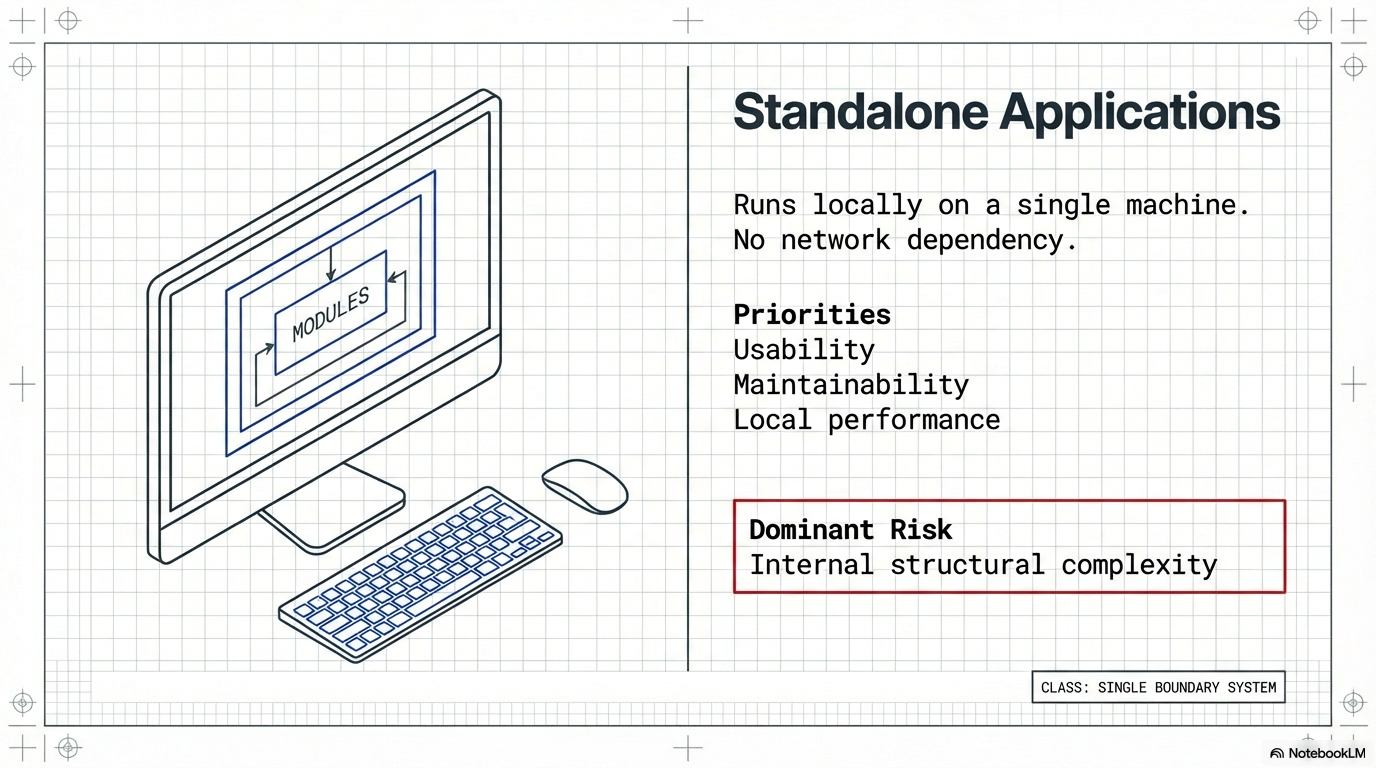 MODULES
Standalone Applications
Runs locally on a single machine.
No network dependency.
Priorities
Usability
Maintainability
Local performance
Dominant Risk
Internal structural complexity
CLASS: SINGLE BOUNDARY SYSTEM
NotebookLM